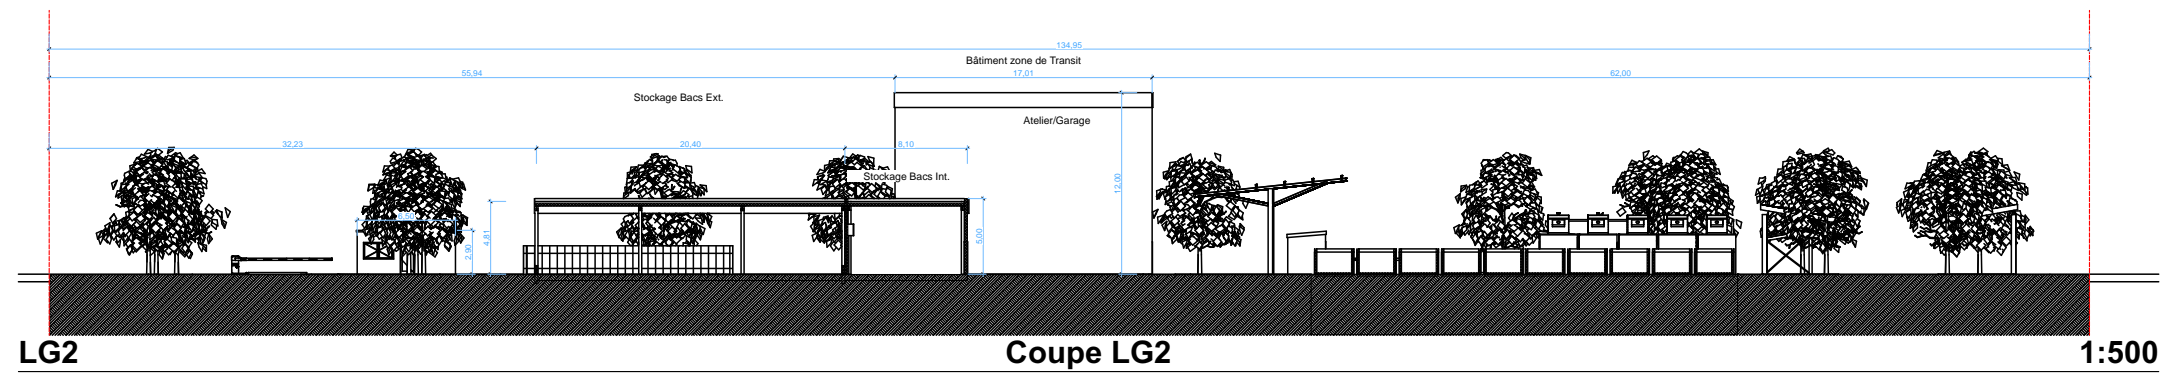 134,95
Bâtiment zone de Transit
55,94 17,01 62,00
Stockage Bacs Ext.
Atelier/Garage
32,23 20,40 8,10
Stockage Bacs Int.
12,00
4,81
5,00
2,90
LG2 Coupe LG2 1:500